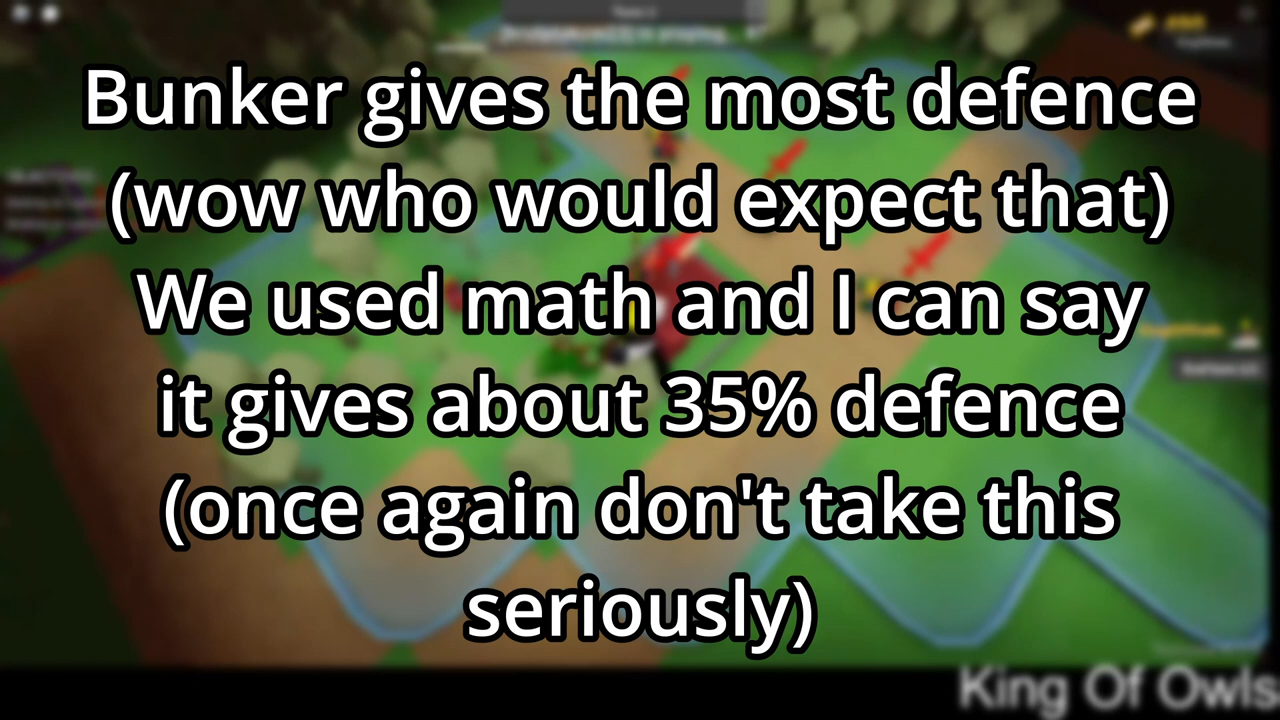 Bunker gives the most defence
(wow who would expect that)
We used math and I can say
it gives about 35% defence
(once again don't take this
seriously)
King Of Owls